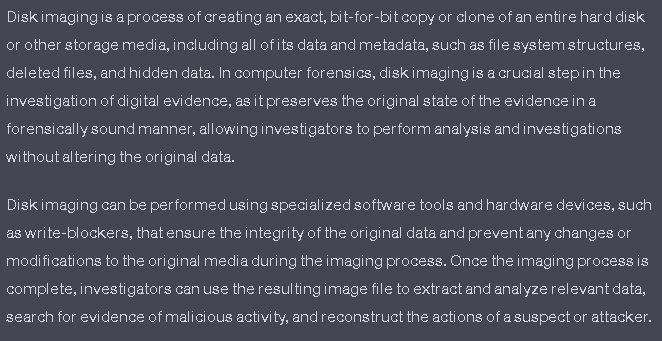 Disk imaging is a process of creating an exact, bit-for-bit copy or clone of an entire hard disk
or other storage media, including all of its data and metadata, such as file system structures,
deleted files, and hidden data. In computer forensics, disk imaging is a crucial step in the
investigation of digital evidence, as it preserves the original state of the evidence in a
forensically sound manner, allowing investigators to perform analysis and investigations
without altering the original data.
Disk imaging can be performed using specialized software tools and hardware devices, such
as write-blockers, that ensure the integrity of the original data and prevent any changes or
modifications to the original media during the imaging process. Once the imaging process is
complete, investigators can use the resulting image file to extract and analyze relevant data,
search for evidence of malicious activity, and reconstruct the actions of a suspect or attacker.